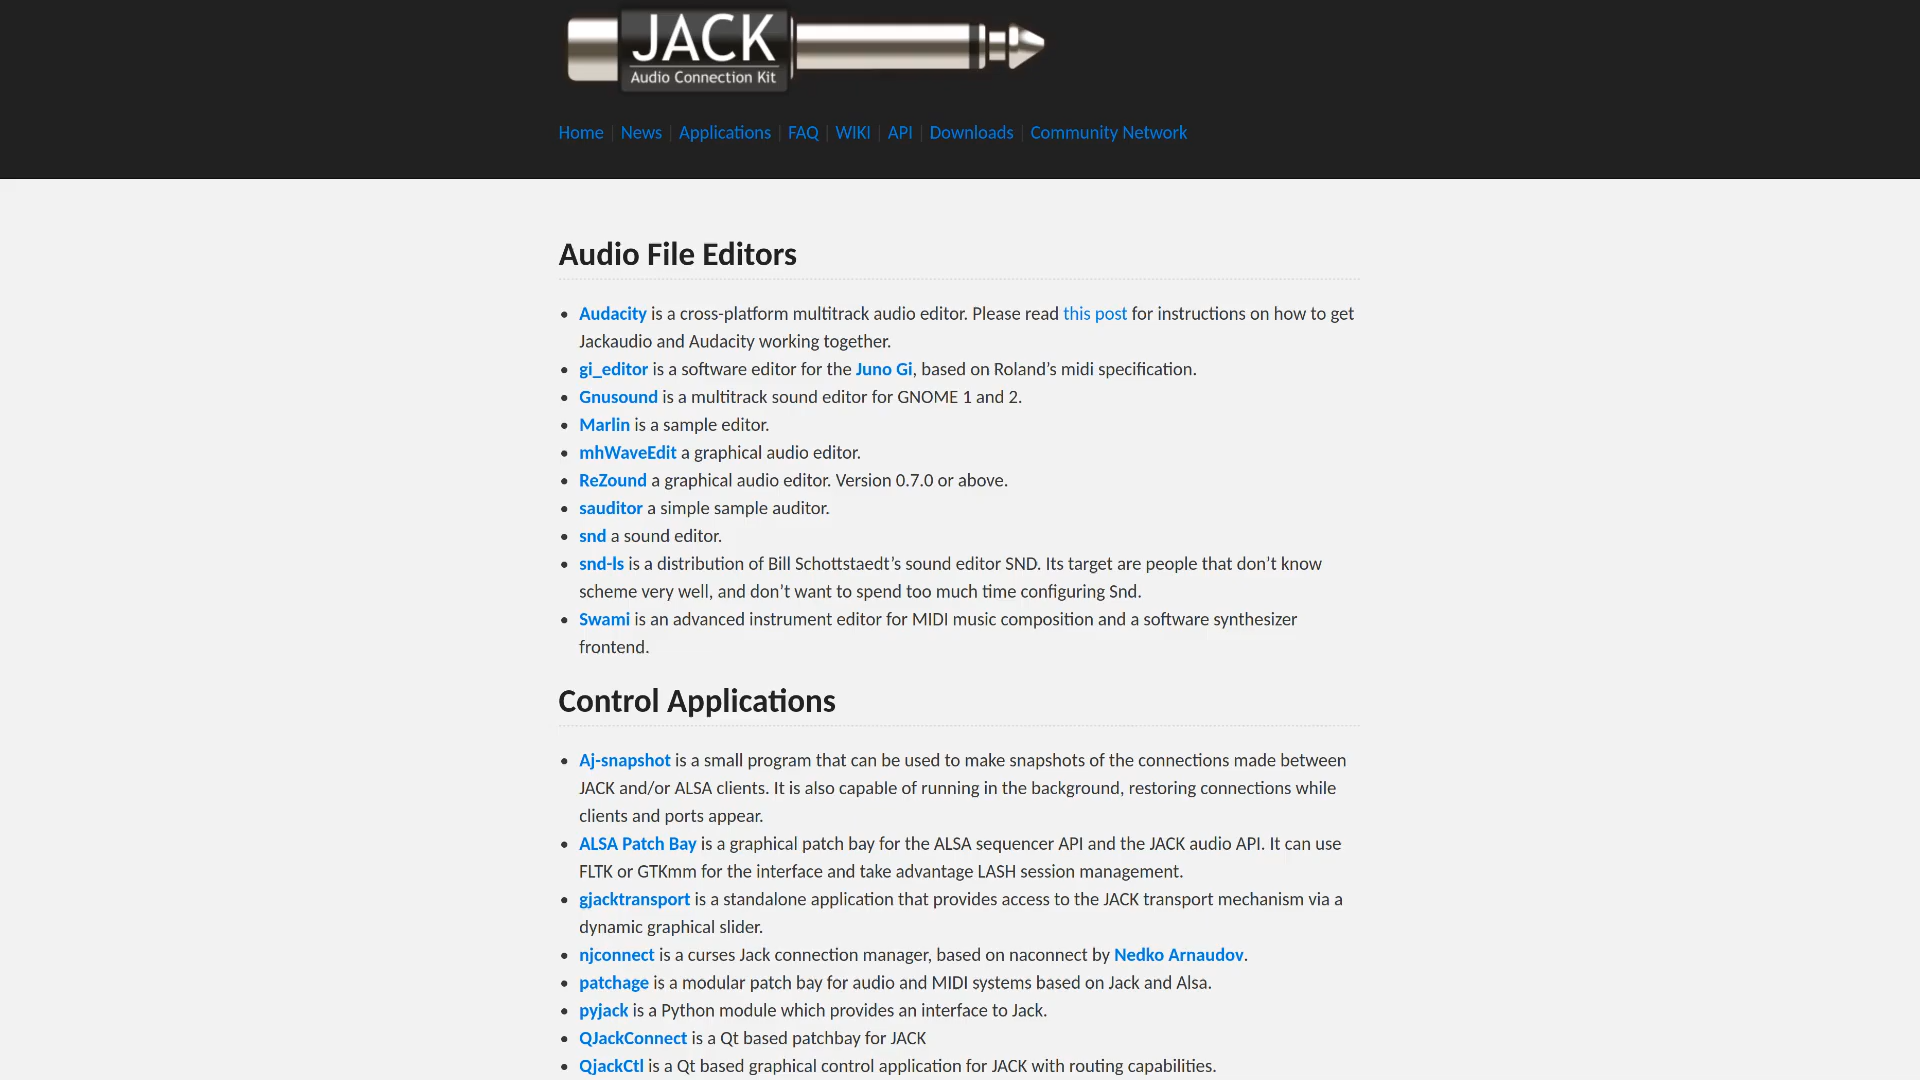 JACK
Audio Connection Kit
Home | News | Applications | FAQ | WIKI | API | Downloads | Community Network
Audio File Editors
• Audacity is a cross-platform multitrack audio editor. Please read this post for instructions on how to get
Jackaudio and Audacity working together.
• gi_editor is a software editor for the Juno Gi, based on Roland’s midi specification.
• Gnusound is a multitrack sound editor for GNOME 1 and 2.
• Marlin is a sample editor.
• mhWaveEdit a graphical audio editor.
• ReZound a graphical audio editor. Version 0.7.0 or above.
• sauditor a simple sample auditor.
• snd a sound editor.
• snd-ls is a distribution of Bill Schottstaedt’s sound editor SND. Its target are people that don’t know
scheme very well, and don’t want to spend too much time configuring Snd.
• Swami is an advanced instrument editor for MIDI music composition and a software synthesizer
frontend.
Control Applications
• Aj-snapshot is a small program that can be used to make snapshots of the connections made between
JACK and/or ALSA clients. It is also capable of running in the background, restoring connections while
clients and ports appear.
• ALSA Patch Bay is a graphical patch bay for the ALSA sequencer API and the JACK audio API. It can use
FLTK or GTKmm for the interface and take advantage LASH session management.
• gjacktransport is a standalone application that provides access to the JACK transport mechanism via a
dynamic graphical slider.
• njconnect is a curses Jack connection manager, based on naconnect by Nedko Arnaudov.
• patchage is a modular patch bay for audio and MIDI systems based on Jack and Alsa.
• pyjack is a Python module which provides an interface to Jack.
• QJackConnect is a Qt based patchbay for JACK
• QjackCtl is a Qt based graphical control application for JACK with routing capabilities.